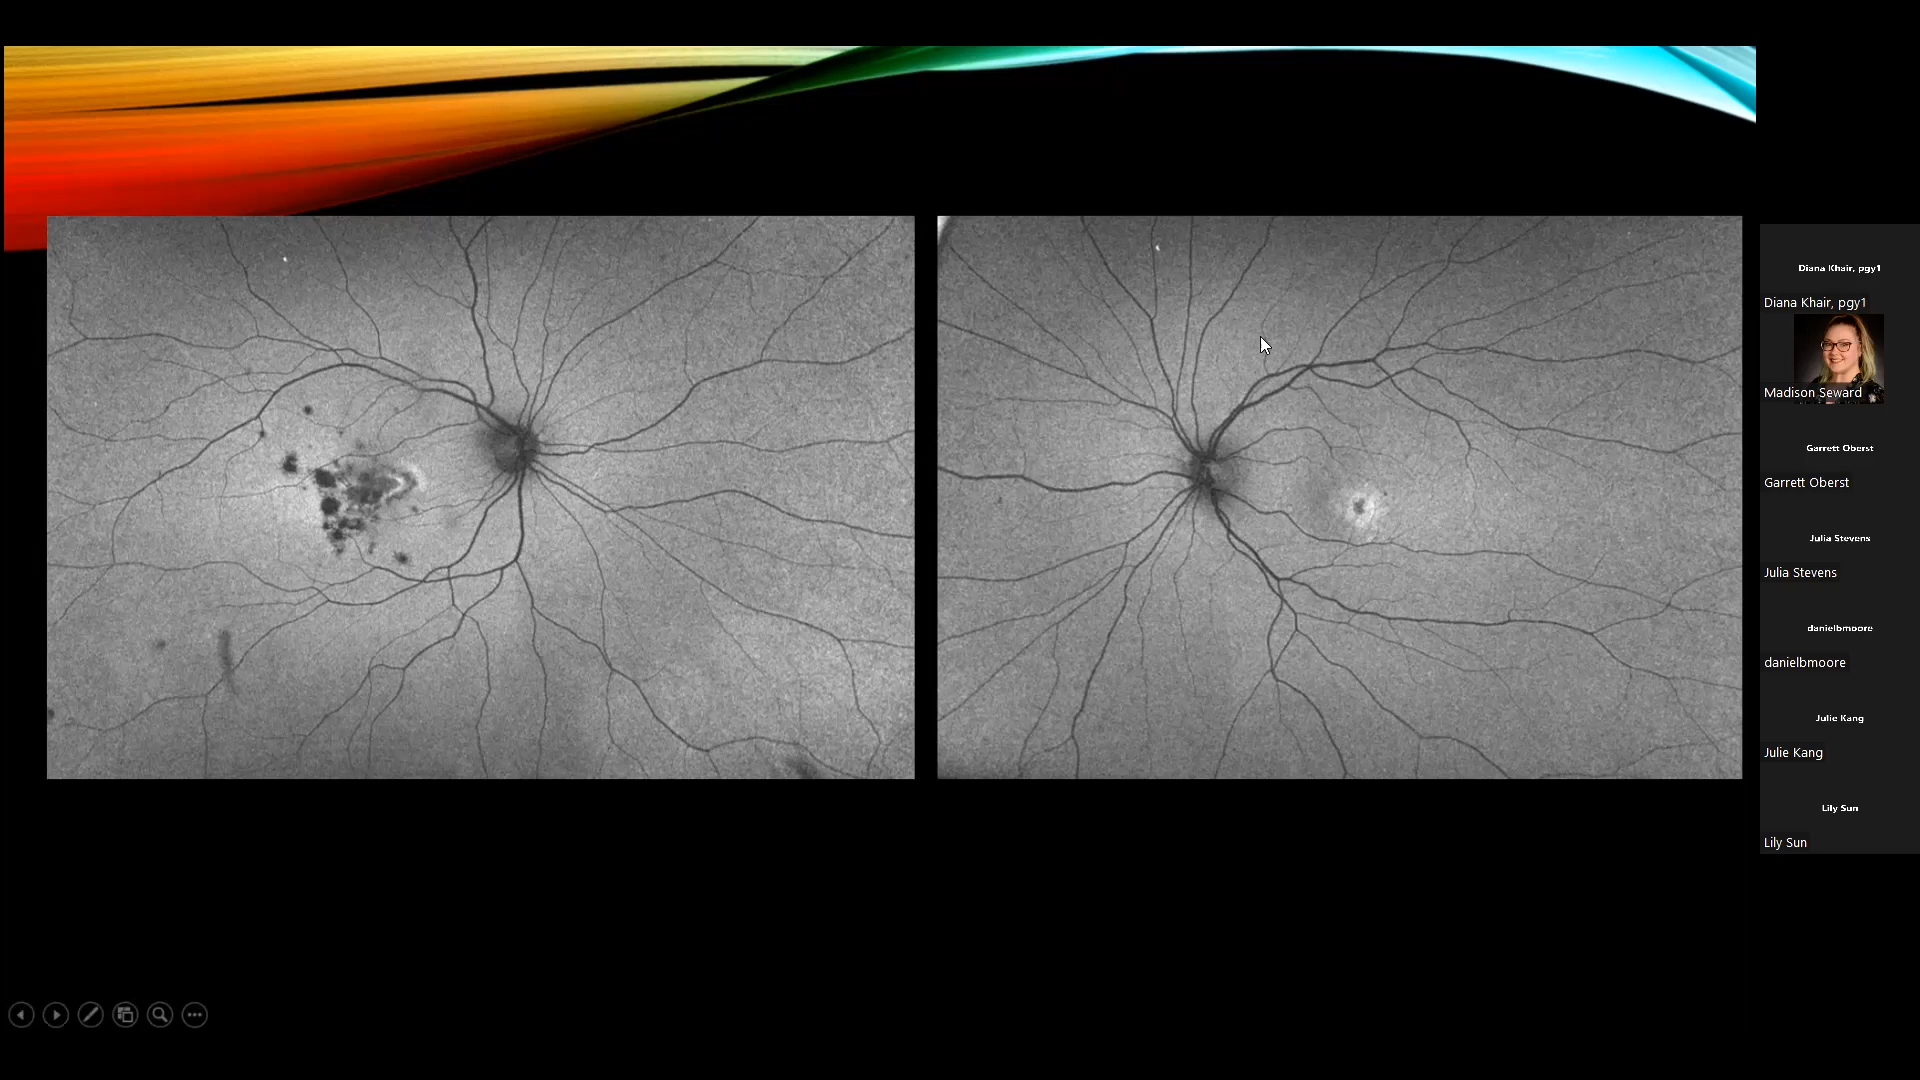 Diana Khair, pgy1
Diana Khair, pgy1
Madison Seward
Garrett Oberst
Garrett Oberst
Julia Stevens
Julia Stevens
danielbmoore
danielbmoore
Julie Kang
Julie Kang
Lily Sun
Lily Sun